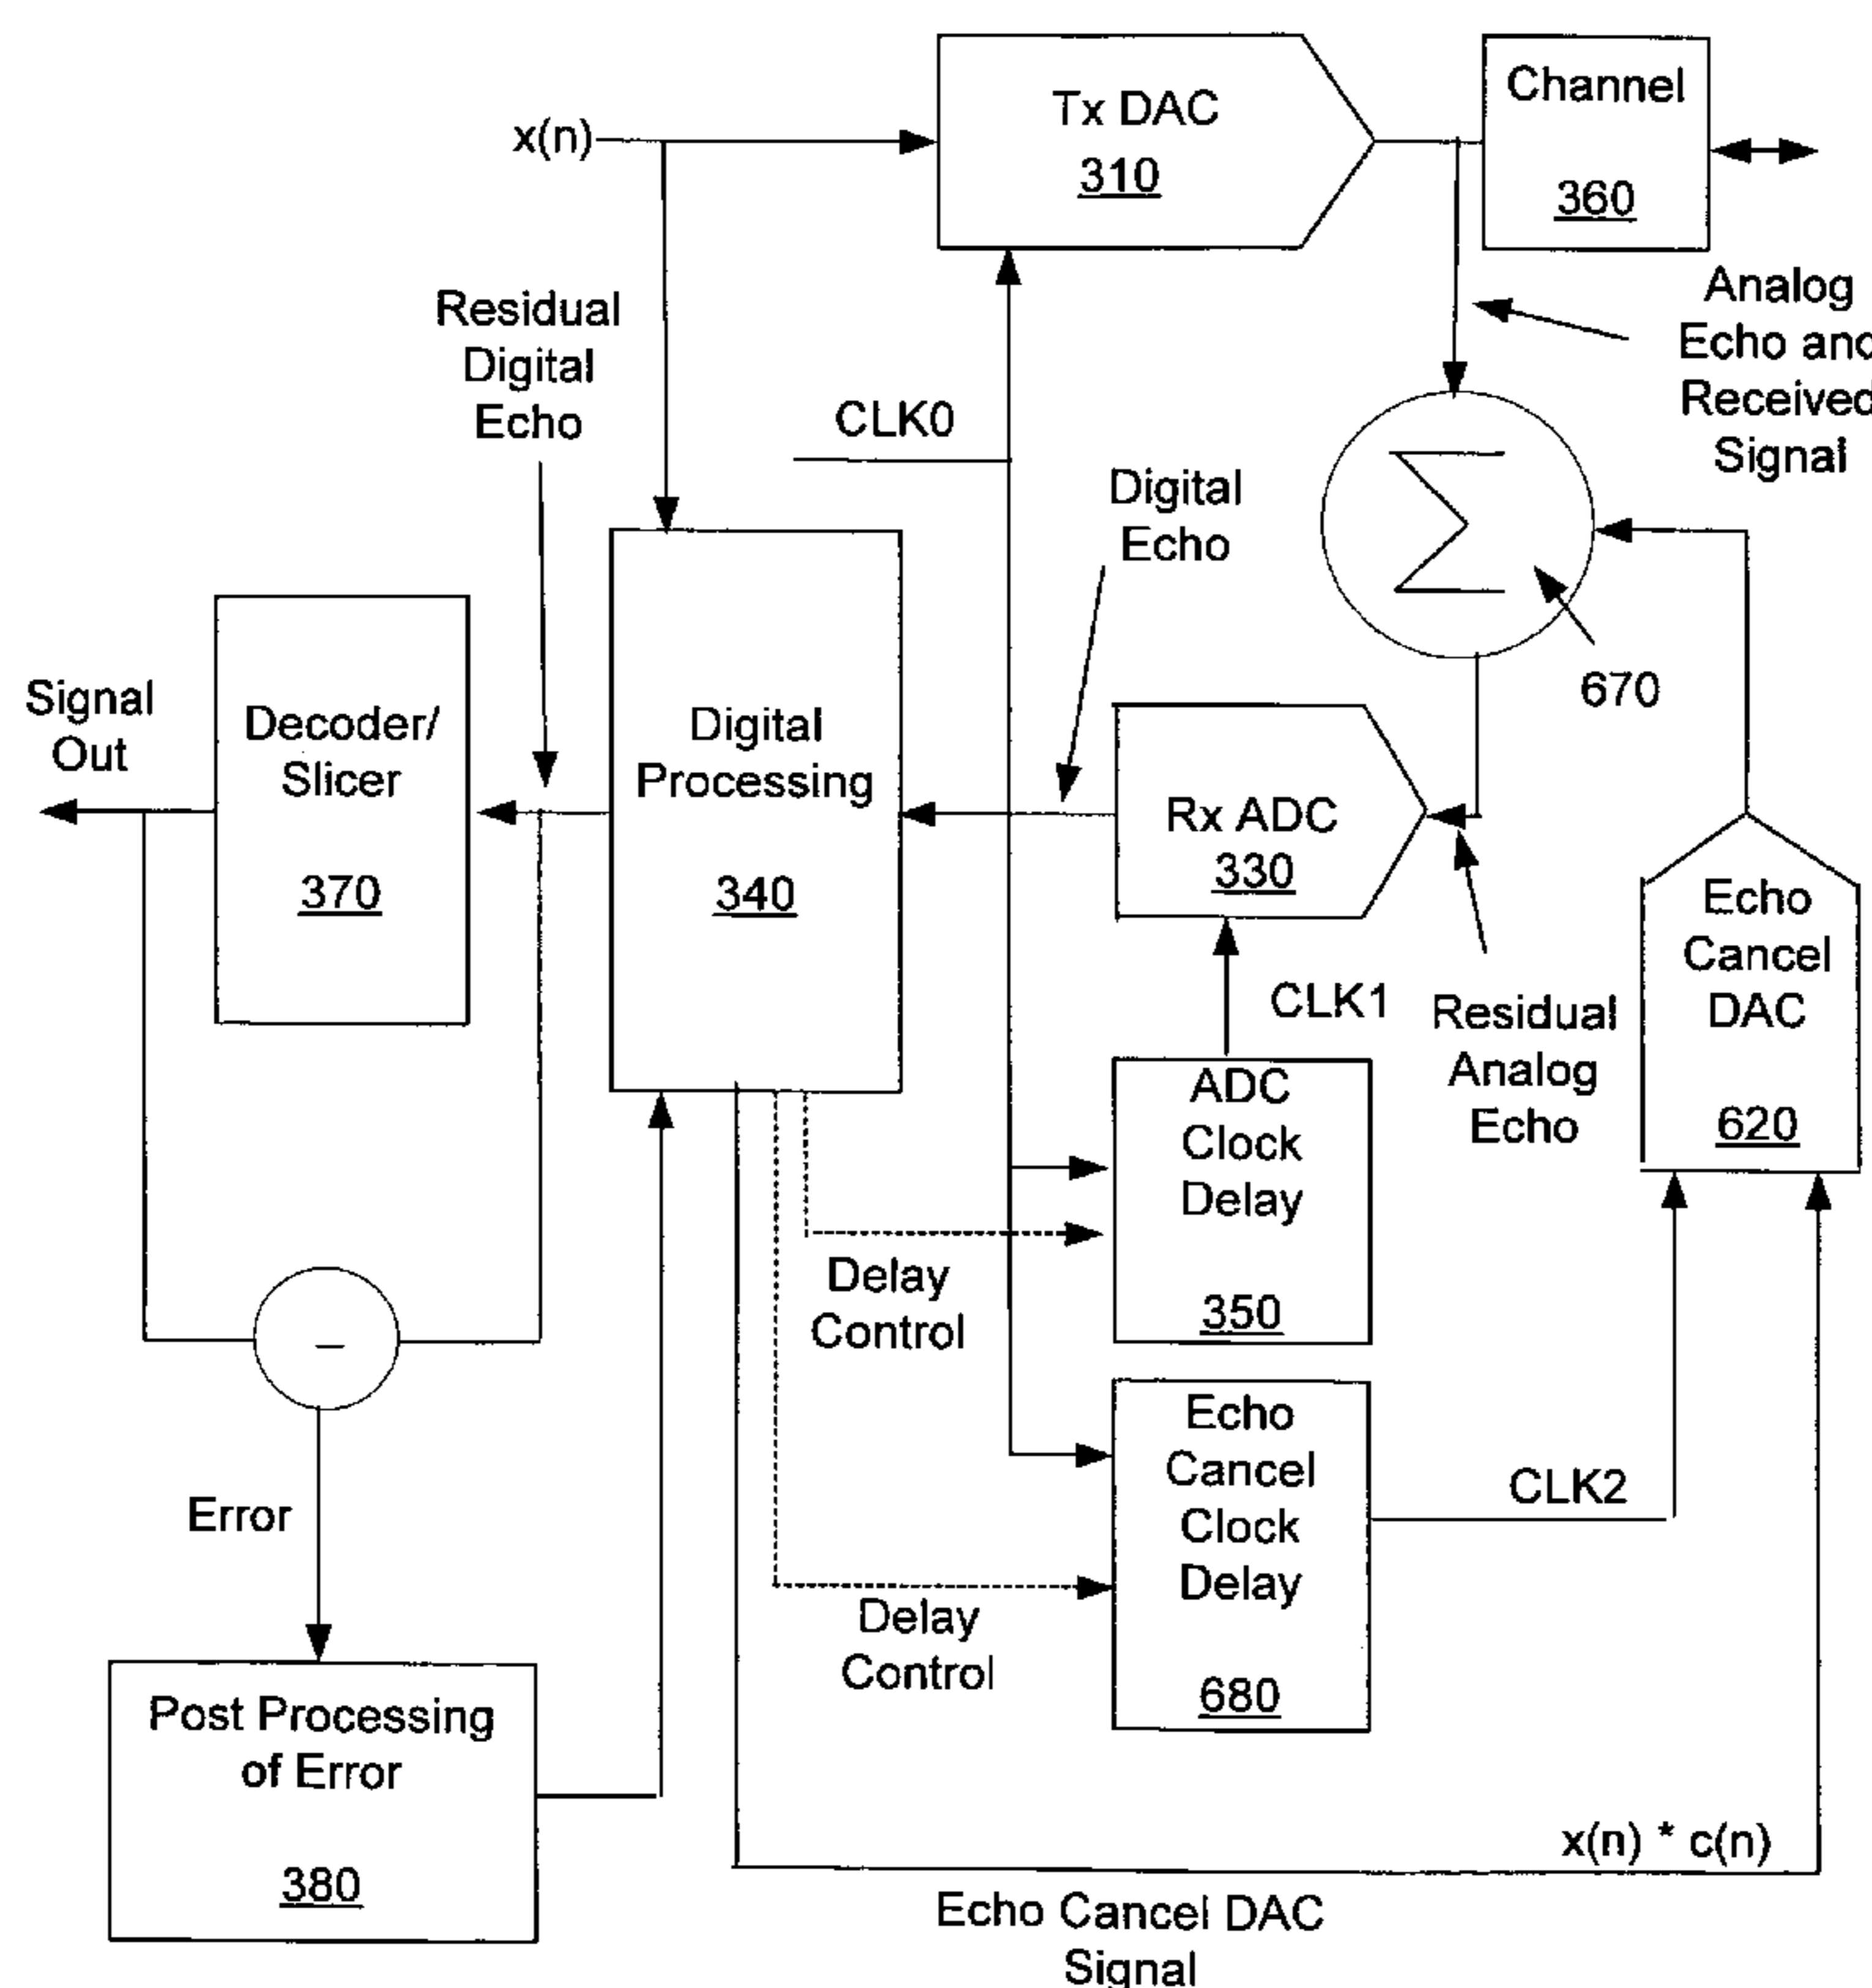 Tx DAC
310
Channel
360
x(n)
Analog
Echo and
Received
Signal
Residual
Digital
Echo
CLK0
Digital
Echo
670
Signal
Out
Decoder/
Slicer
370
Digital
Processing
340
Rx ADC
330
Echo
Cancel
DAC
620
CLK1
Residual
Analog
Echo
ADC
Clock
Delay
350
Delay
Control
Echo
Cancel
Clock
Delay
680
CLK2
Error
Delay
Control
Post Processing
of Error
380
x(n) * c(n)
Echo Cancel DAC
Signal